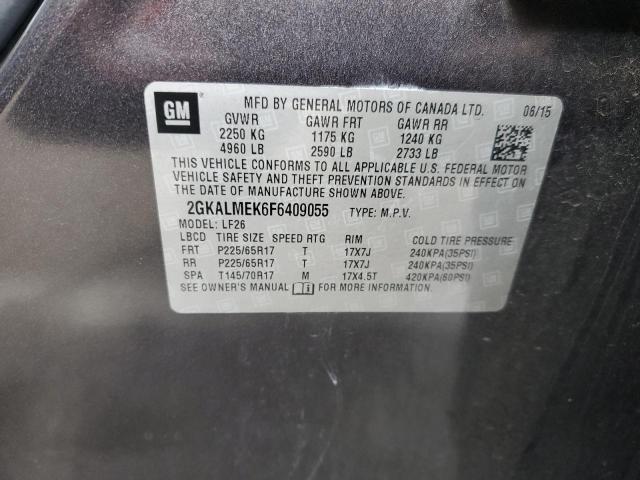 GM
MFD BY GENERAL MOTORS OF CANADA LTD. 06/15
GVWR GAWR FRT GAWR RR
2250 KG 1175 KG 1240 KG
4960 LB 2590 LB 2733 LB
THIS VEHICLE CONFORMS TO ALL APPLICABLE U.S. FEDERAL MOTOR
VEHICLE SAFETY AND THEFT PREVENTION STANDARDS IN EFFECT ON
THE DATE OF MANUFACTURE SHOWN ABOVE.
2GKALMEK6F6409055 TYPE: M.P.V.
MODEL: LF26
LBCD TIRE SIZE SPEED RTG RIM COLD TIRE PRESSURE
FRT P225/65R17 T 17X7J 240KPA(35PSI)
RR P225/65R17 T 17X7J 240KPA(35PSI)
SPA T145/70R17 M 17X4.5T 420KPA(60PSI)
SEE OWNER'S MANUAL FOR MORE INFORMATION.